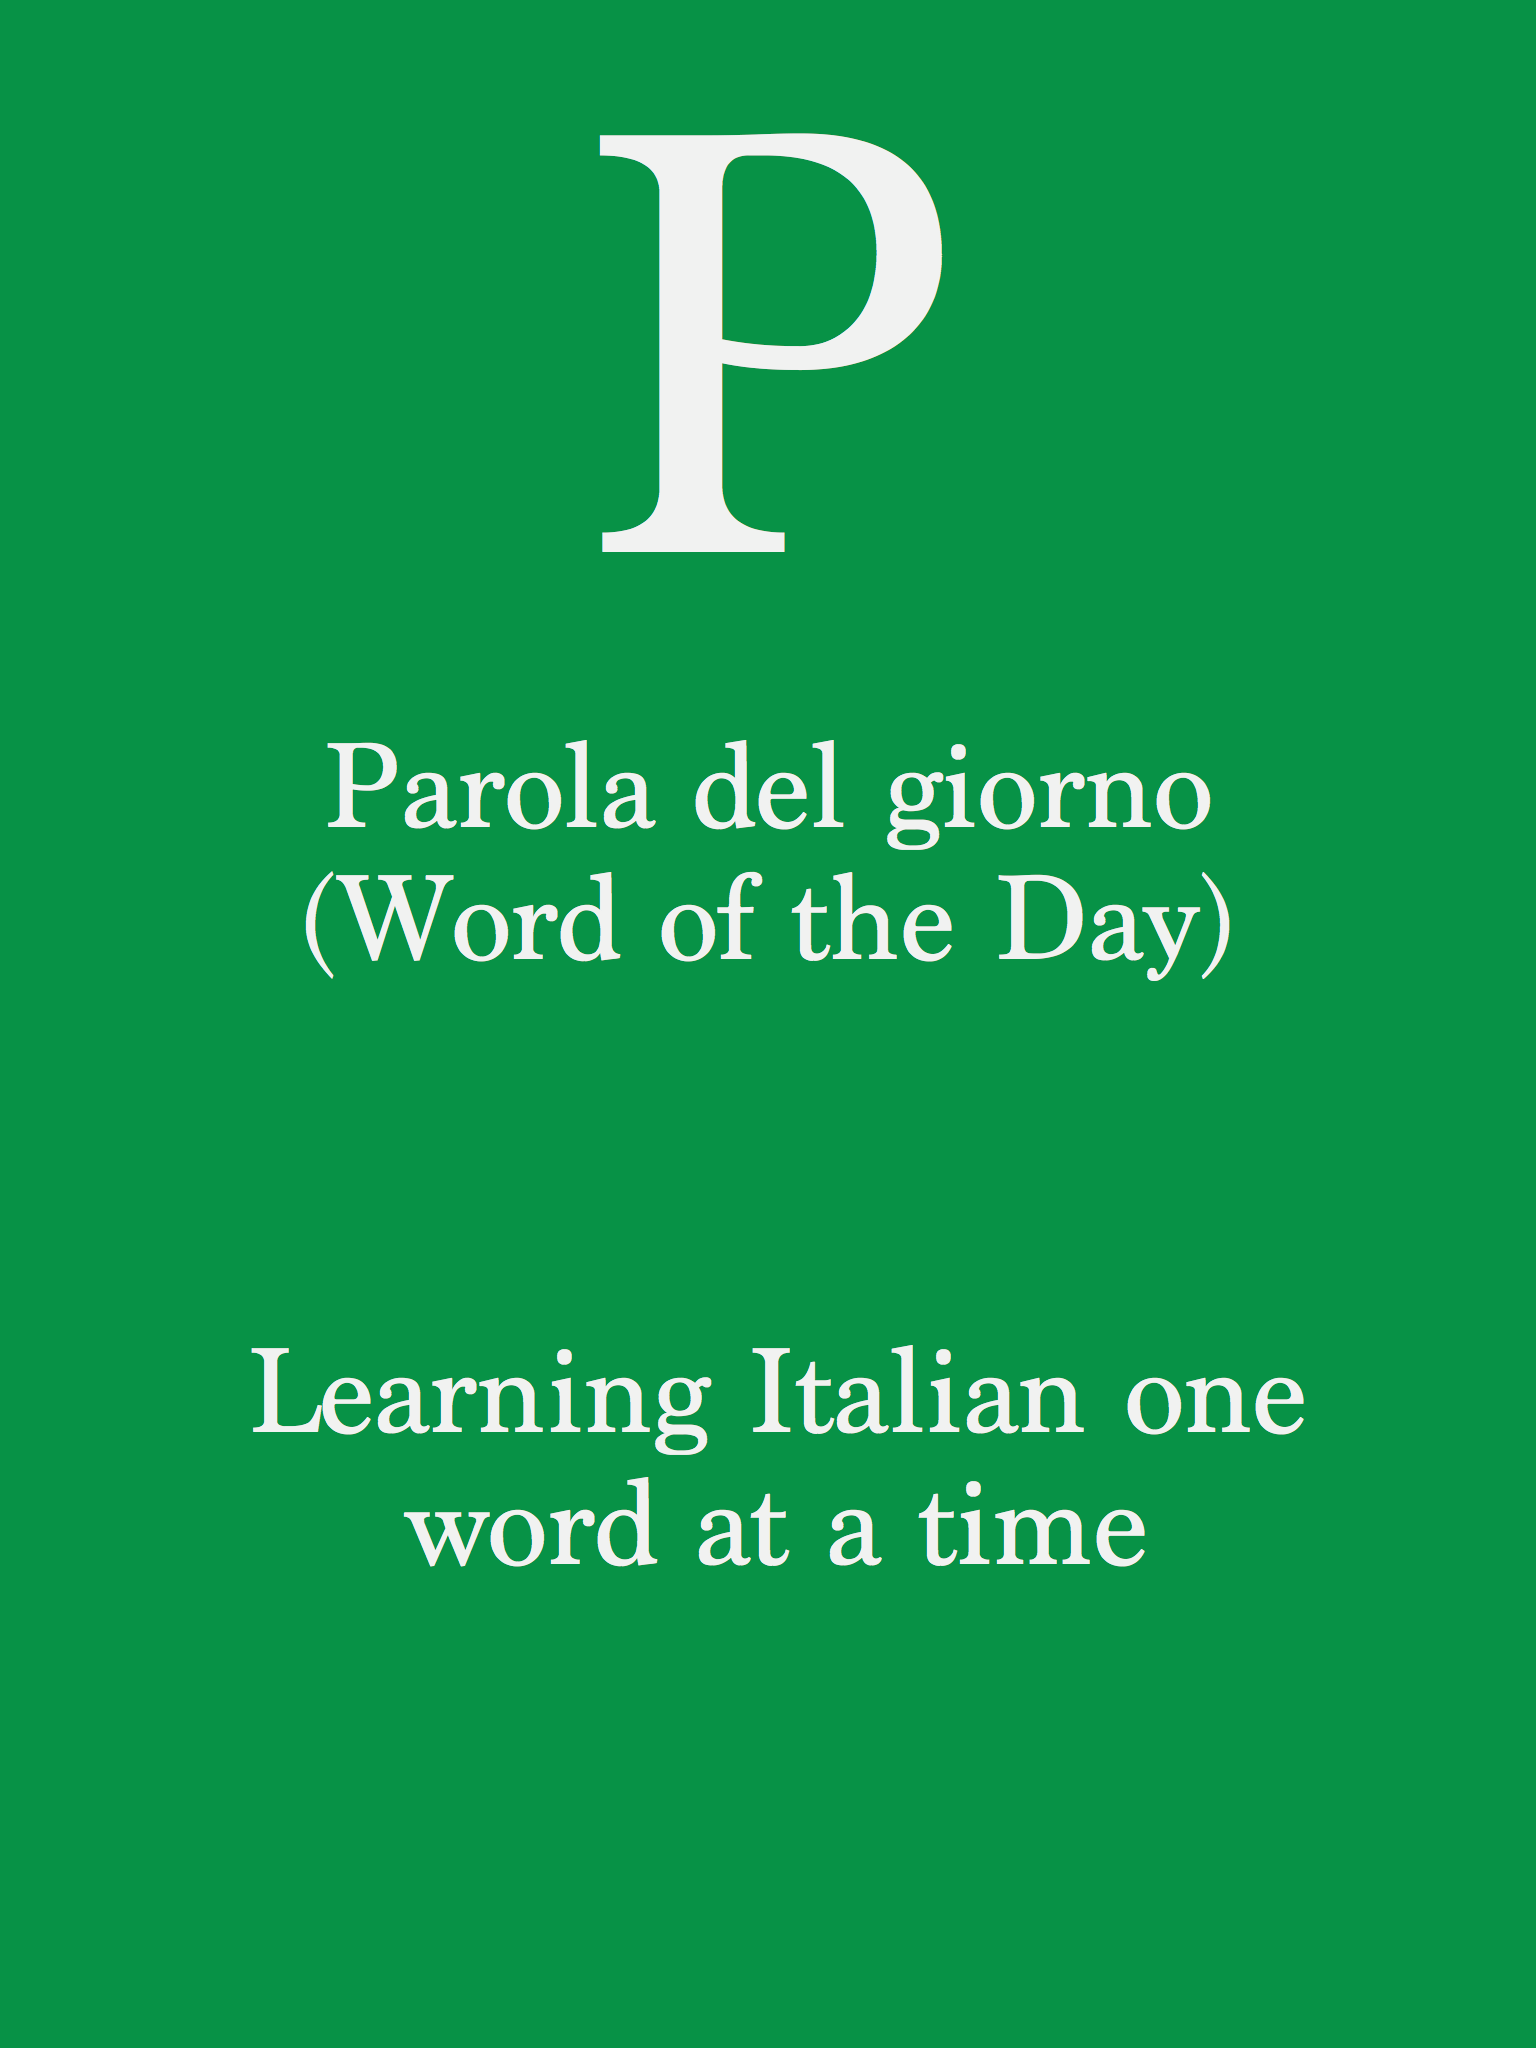 P
Parola del giorno
(Word of the Day)
Learning Italian one
word at a time